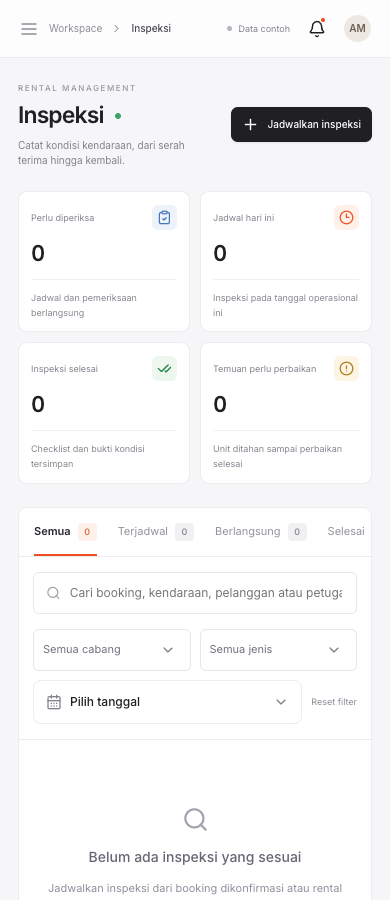 Workspace > Inspeksi
Data contoh
AM
RENTAL MANAGEMENT
Inspeksi
Catat kondisi kendaraan, dari serah
terima hingga kembali.
Jadwalkan inspeksi
Perlu diperiksa
0
Jadwal dan pemeriksaan
berlangsung
Jadwal hari ini
0
Inspeksi pada tanggal operasional
ini
Inspeksi selesai
0
Checklist dan bukti kondisi
tersimpan
Temuan perlu perbaikan
0
Unit ditahan sampai perbaikan
selesai
Semua 0 Terjadwal 0 Berlangsung 0 Selesai
Cari booking, kendaraan, pelanggan atau petuga
Semua cabang
Semua jenis
Pilih tanggal
Reset filter
Belum ada inspeksi yang sesuai
Jadwalkan inspeksi dari booking dikonfirmasi atau rental